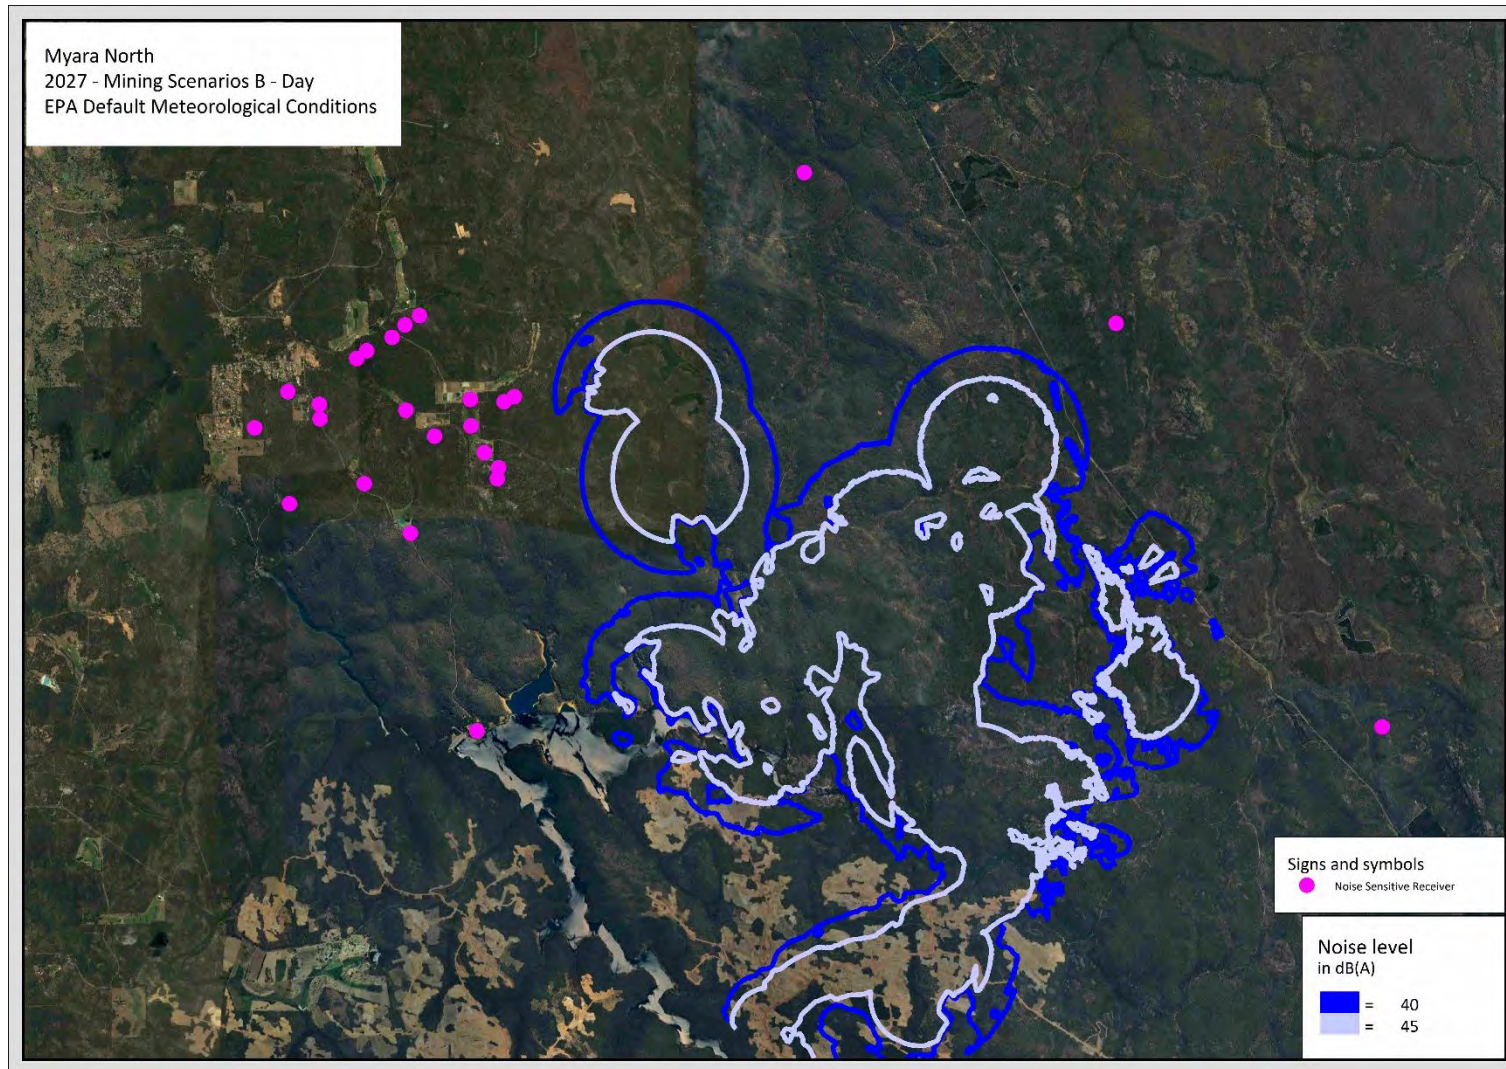 Myara North
2027 - Mining Scenarios B - Day
EPA Default Meteorological Conditions
Signs and symbols
Noise Sensitive Receiver
Noise level
in dB(A)
= 40
= 45